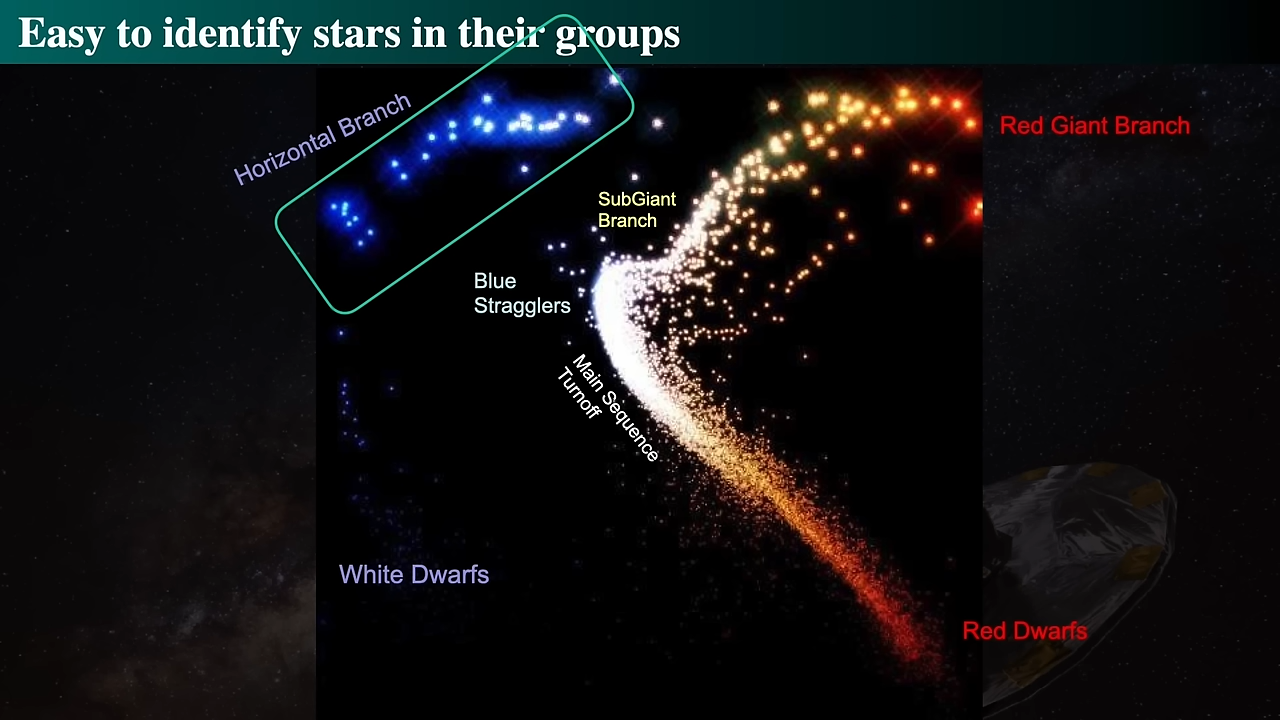 Easy to identify stars in their groups
Horizontal Branch
Red Giant Branch
SubGiant
Branch
Blue
Stragglers
Main Sequence
Turnoff
White Dwarfs
Red Dwarfs